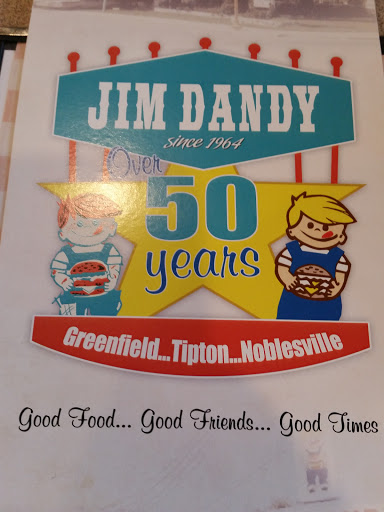 JIM DANDY
since 1964
Over
50
years
Greenfield...Tipton...Noblesville
Good Food... Good Friends... Good Times